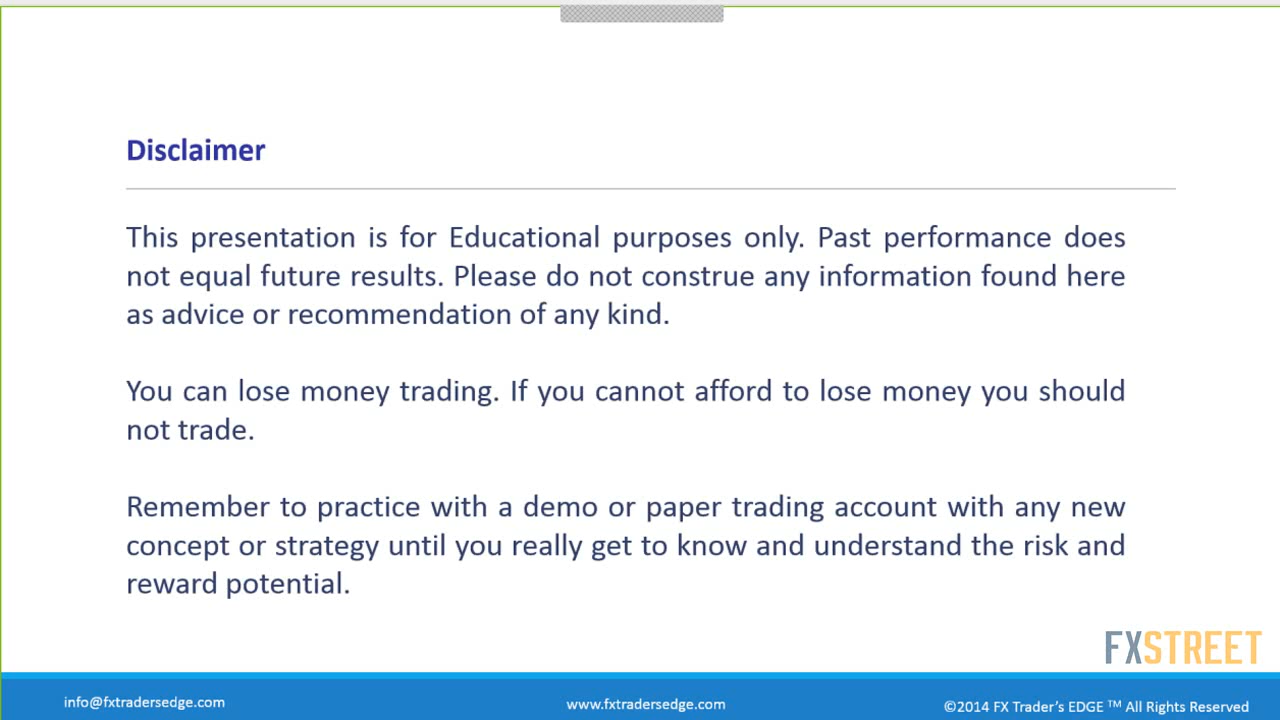 Disclaimer
This presentation is for Educational purposes only. Past performance does
not equal future results. Please do not construe any information found here
as advice or recommendation of any kind.
You can lose money trading. If you cannot afford to lose money you should
not trade.
Remember to practice with a demo or paper trading account with any new
concept or strategy until you really get to know and understand the risk and
reward potential.
FXSTREET
info@fxtradersedge.com
www.fxtradersedge.com
©2014 FX Trader’s EDGE ™ All Rights Reserved